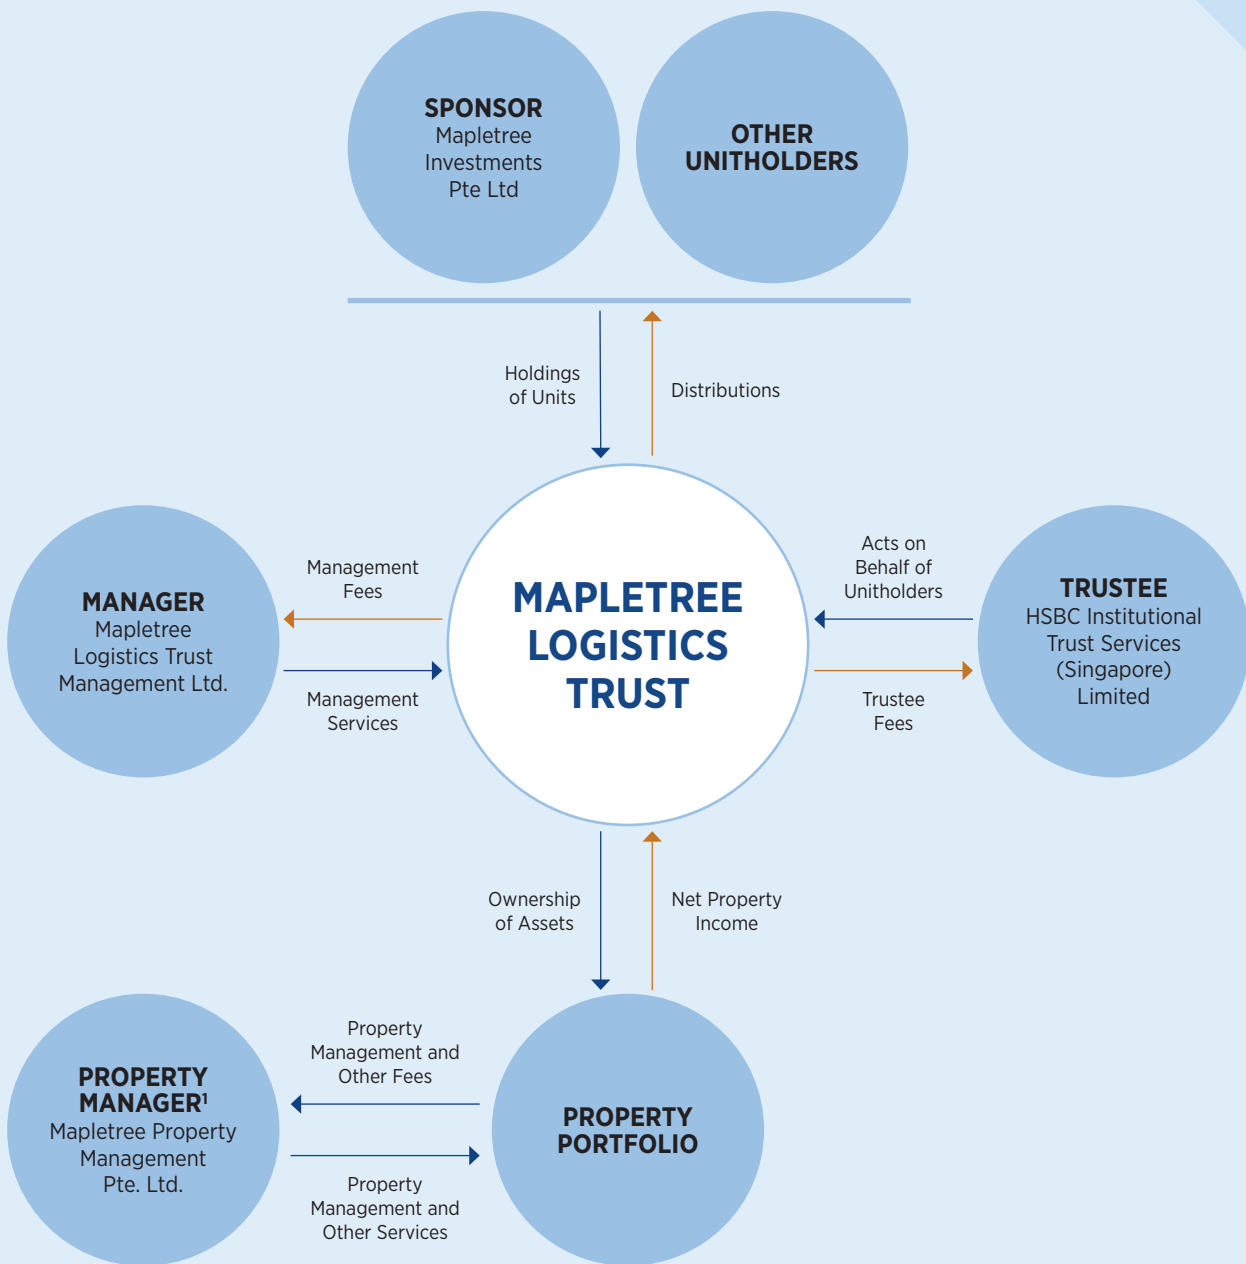 SPONSOR
Mapletree
Investments
Pte Ltd
OTHER
UNITHOLDERS
Holdings
of Units
Distributions
MANAGER
Mapletree
Logistics Trust
Management Ltd.
Management
Fees
Management
Services
MAPLETREE
LOGISTICS
TRUST
Acts on
Behalf of
Unitholders
Trustee
Fees
TRUSTEE
HSBC Institutional
Trust Services
(Singapore)
Limited
Ownership
of Assets
Net Property
Income
PROPERTY
MANAGER¹
Mapletree Property
Management
Pte. Ltd.
Property
Management and
Other Fees
Property
Management and
Other Services
PROPERTY
PORTFOLIO